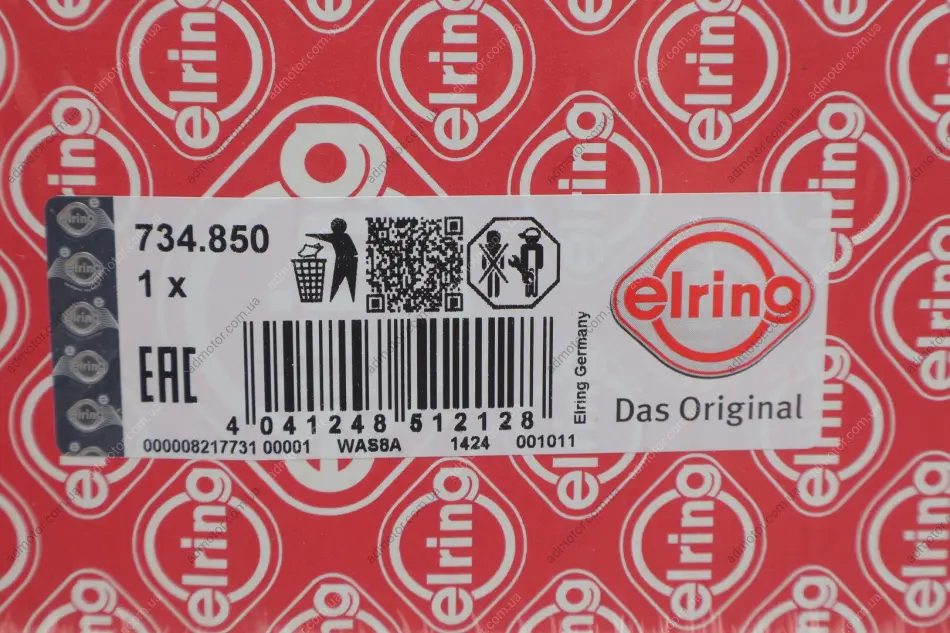 734.850
1 x
EAC
4 041248 512128
000008217731 00001 WAS8A 1424 001011
Elring Germany
elring
Das Original